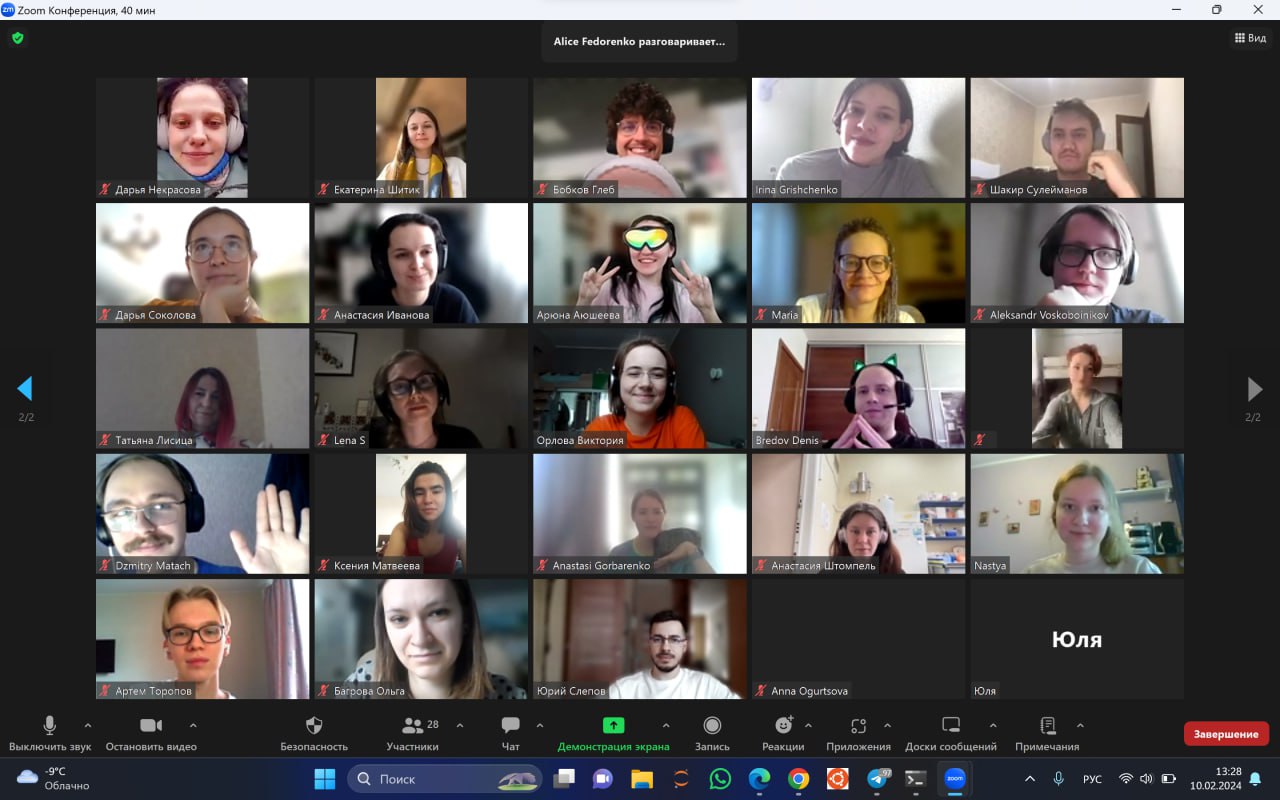 zm Zoom Конференция, 40 мин
Alice Fedorenko разговаривает...
Вид
Дарья Некрасова
Екатерина Шитик
Бобков Глеб
Irina Grishchenko
Шакир Сулейманов
Дарья Соколова
Анастасия Иванова
Арюна Аюшеева
Maria
Aleksandr Voskoboinikov
2/2
2/2
Татьяна Лисица
Lena S
Орлова Виктория
Bredov Denis
Dzmitry Matach
Ксения Матвеева
Anastasi Gorbarenko
Анастасия Штомпель
Nastya
Юля
Артем Торопов
Багрова Ольга
Юрий Слепов
Anna Ogurtsova
Юля
28
Выключить звук
Остановить видео
Безопасность
Участники
Чат
Демонстрация экрана
Запись
Реакции
Приложения
Доски сообщений
Примечания
Завершение
-9°C
Облачно
Поиск
97
zoom
РУС
13:28
10.02.2024